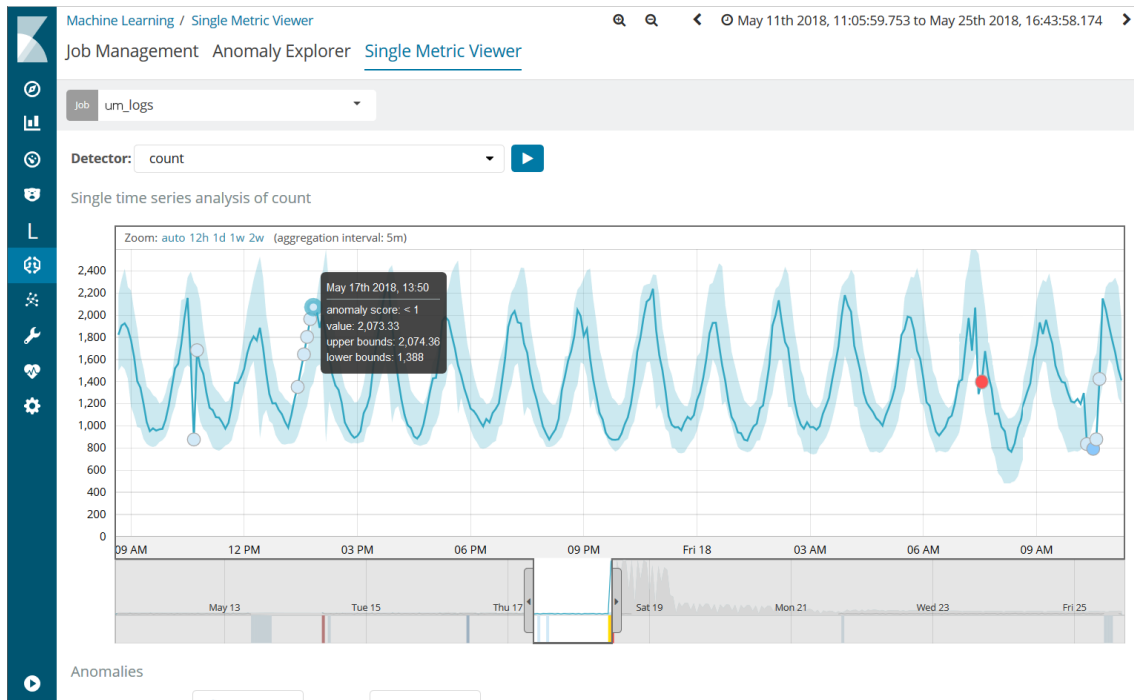 Machine Learning / Single Metric Viewer
May 11th 2018, 11:05:59.753 to May 25th 2018, 16:43:58.174
Job Management Anomaly Explorer Single Metric Viewer
Job um_logs
Detector: count
Single time series analysis of count
Zoom: auto 12h 1d 1w 2w (aggregation interval: 5m)
2,400
2,200
2,000
1,800
1,600
1,400
1,200
1,000
800
600
400
200
0
May 17th 2018, 13:50
anomaly score: < 1
value: 2,073.33
upper bounds: 2,074.36
lower bounds: 1,388
L
09 AM 12 PM 03 PM 06 PM 09 PM Fri 18 03 AM 06 AM 09 AM
May 13 Tue 15 Thu 17 Sat 19 Mon 21 Wed 23 Fri 25
Anomalies